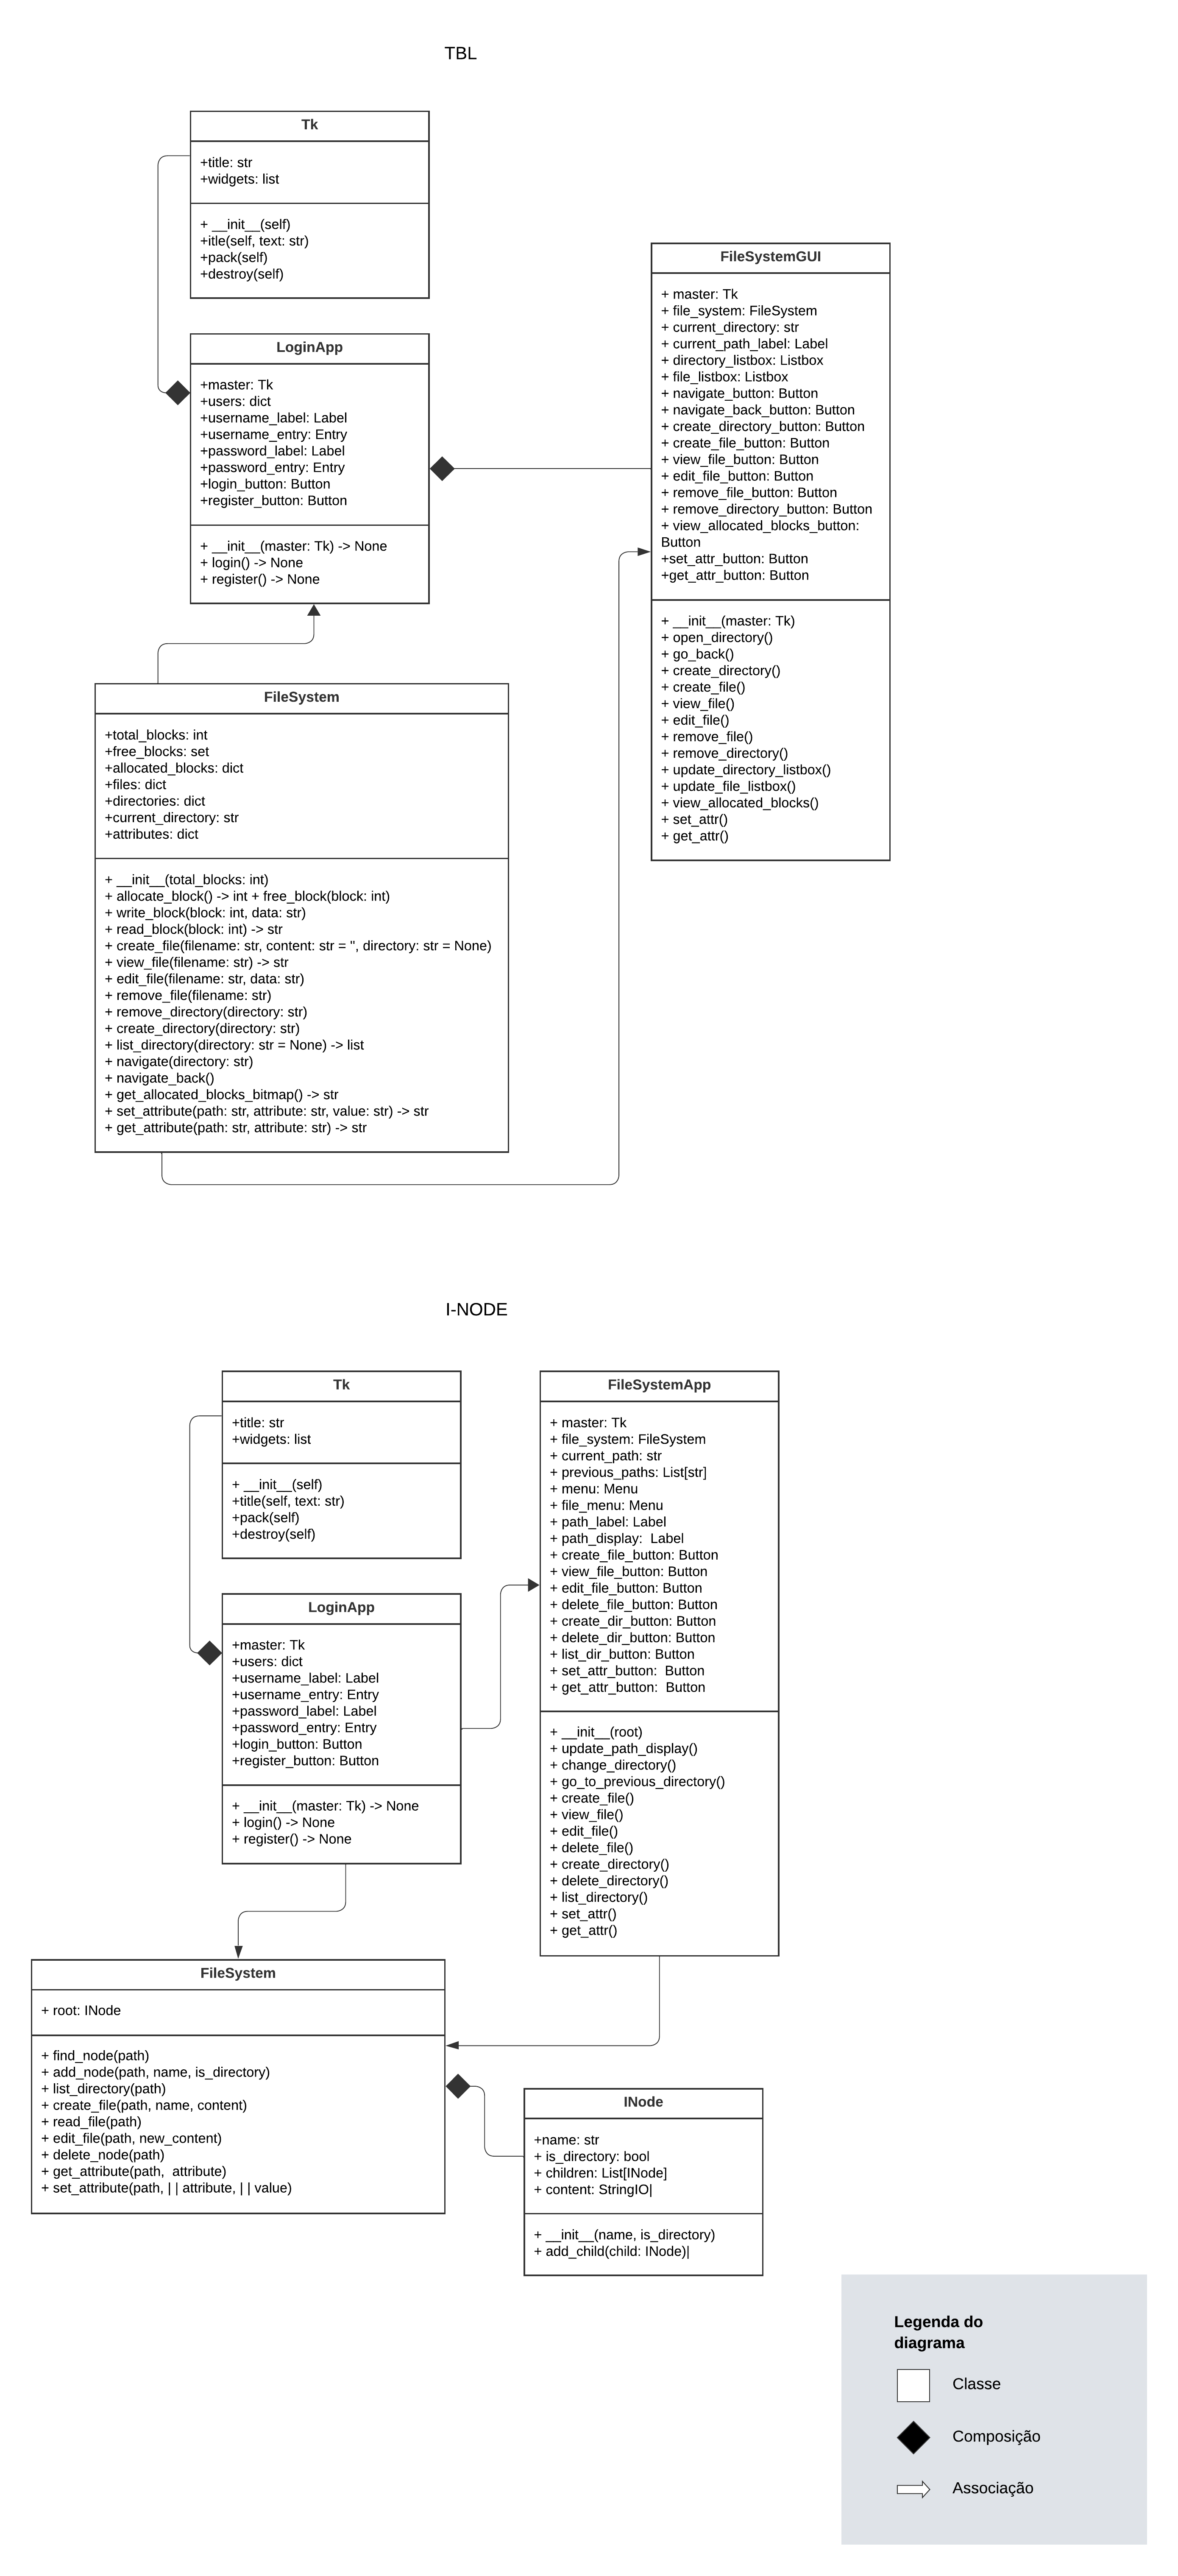 TBL
Tk
+title: str
+widgets: list
+ __init__(self)
+itle(self, text: str)
+pack(self)
+destroy(self)
LoginApp
+master: Tk
+users: dict
+username_label: Label
+username_entry: Entry
+password_label: Label
+password_entry: Entry
+login_button: Button
+register_button: Button
+ __init__(master: Tk) -> None
+ login() -> None
+ register() -> None
FileSystemGUI
+ master: Tk
+ file_system: FileSystem
+ current_directory: str
+ current_path_label: Label
+ directory_listbox: Listbox
+ file_listbox: Listbox
+ navigate_button: Button
+ navigate_back_button: Button
+ create_directory_button: Button
+ create_file_button: Button
+ view_file_button: Button
+ edit_file_button: Button
+ remove_file_button: Button
+ remove_directory_button: Button
+ view_allocated_blocks_button:
Button
+set_attr_button: Button
+get_attr_button: Button
+ __init__(master: Tk)
+ open_directory()
+ go_back()
+ create_directory()
+ create_file()
+ view_file()
+ edit_file()
+ remove_file()
+ remove_directory()
+ update_directory_listbox()
+ update_file_listbox()
+ view_allocated_blocks()
+ set_attr()
+ get_attr()
FileSystem
+total_blocks: int
+free_blocks: set
+allocated_blocks: dict
+files: dict
+directories: dict
+current_directory: str
+attributes: dict
+ __init__(total_blocks: int)
+ allocate_block() -> int + free_block(block: int)
+ write_block(block: int, data: str)
+ read_block(block: int) -> str
+ create_file(filename: str, content: str = '', directory: str = None)
+ view_file(filename: str) -> str
+ edit_file(filename: str, data: str)
+ remove_file(filename: str)
+ remove_directory(directory: str)
+ create_directory(directory: str)
+ list_directory(directory: str = None) -> list
+ navigate(directory: str)
+ navigate_back()
+ get_allocated_blocks_bitmap() -> str
+ set_attribute(path: str, attribute: str, value: str) -> str
+ get_attribute(path: str, attribute: str) -> str
I-NODE
Tk
+title: str
+widgets: list
+ __init__(self)
+title(self, text: str)
+pack(self)
+destroy(self)
LoginApp
+master: Tk
+users: dict
+username_label: Label
+username_entry: Entry
+password_label: Label
+password_entry: Entry
+login_button: Button
+register_button: Button
+ __init__(master: Tk) -> None
+ login() -> None
+ register() -> None
FileSystemApp
+ master: Tk
+ file_system: FileSystem
+ current_path: str
+ previous_paths: List[str]
+ menu: Menu
+ file_menu: Menu
+ path_label: Label
+ path_display:  Label
+ create_file_button: Button
+ view_file_button: Button
+ edit_file_button: Button
+ delete_file_button: Button
+ create_dir_button: Button
+ delete_dir_button: Button
+ list_dir_button: Button
+ set_attr_button:  Button
+ get_attr_button:  Button
+ __init__(root)
+ update_path_display()
+ change_directory()
+ go_to_previous_directory()
+ create_file()
+ view_file()
+ edit_file()
+ delete_file()
+ create_directory()
+ delete_directory()
+ list_directory()
+ set_attr()
+ get_attr()
FileSystem
+ root: INode
+ find_node(path)
+ add_node(path, name, is_directory)
+ list_directory(path)
+ create_file(path, name, content)
+ read_file(path)
+ edit_file(path, new_content)
+ delete_node(path)
+ get_attribute(path,  attribute)
+ set_attribute(path, | | attribute, | | value)
INode
+name: str
+ is_directory: bool
+ children: List[INode]
+ content: StringIO|
+ __init__(name, is_directory)
+ add_child(child: INode)|
Legenda do
diagrama
Classe
Composição
Associação